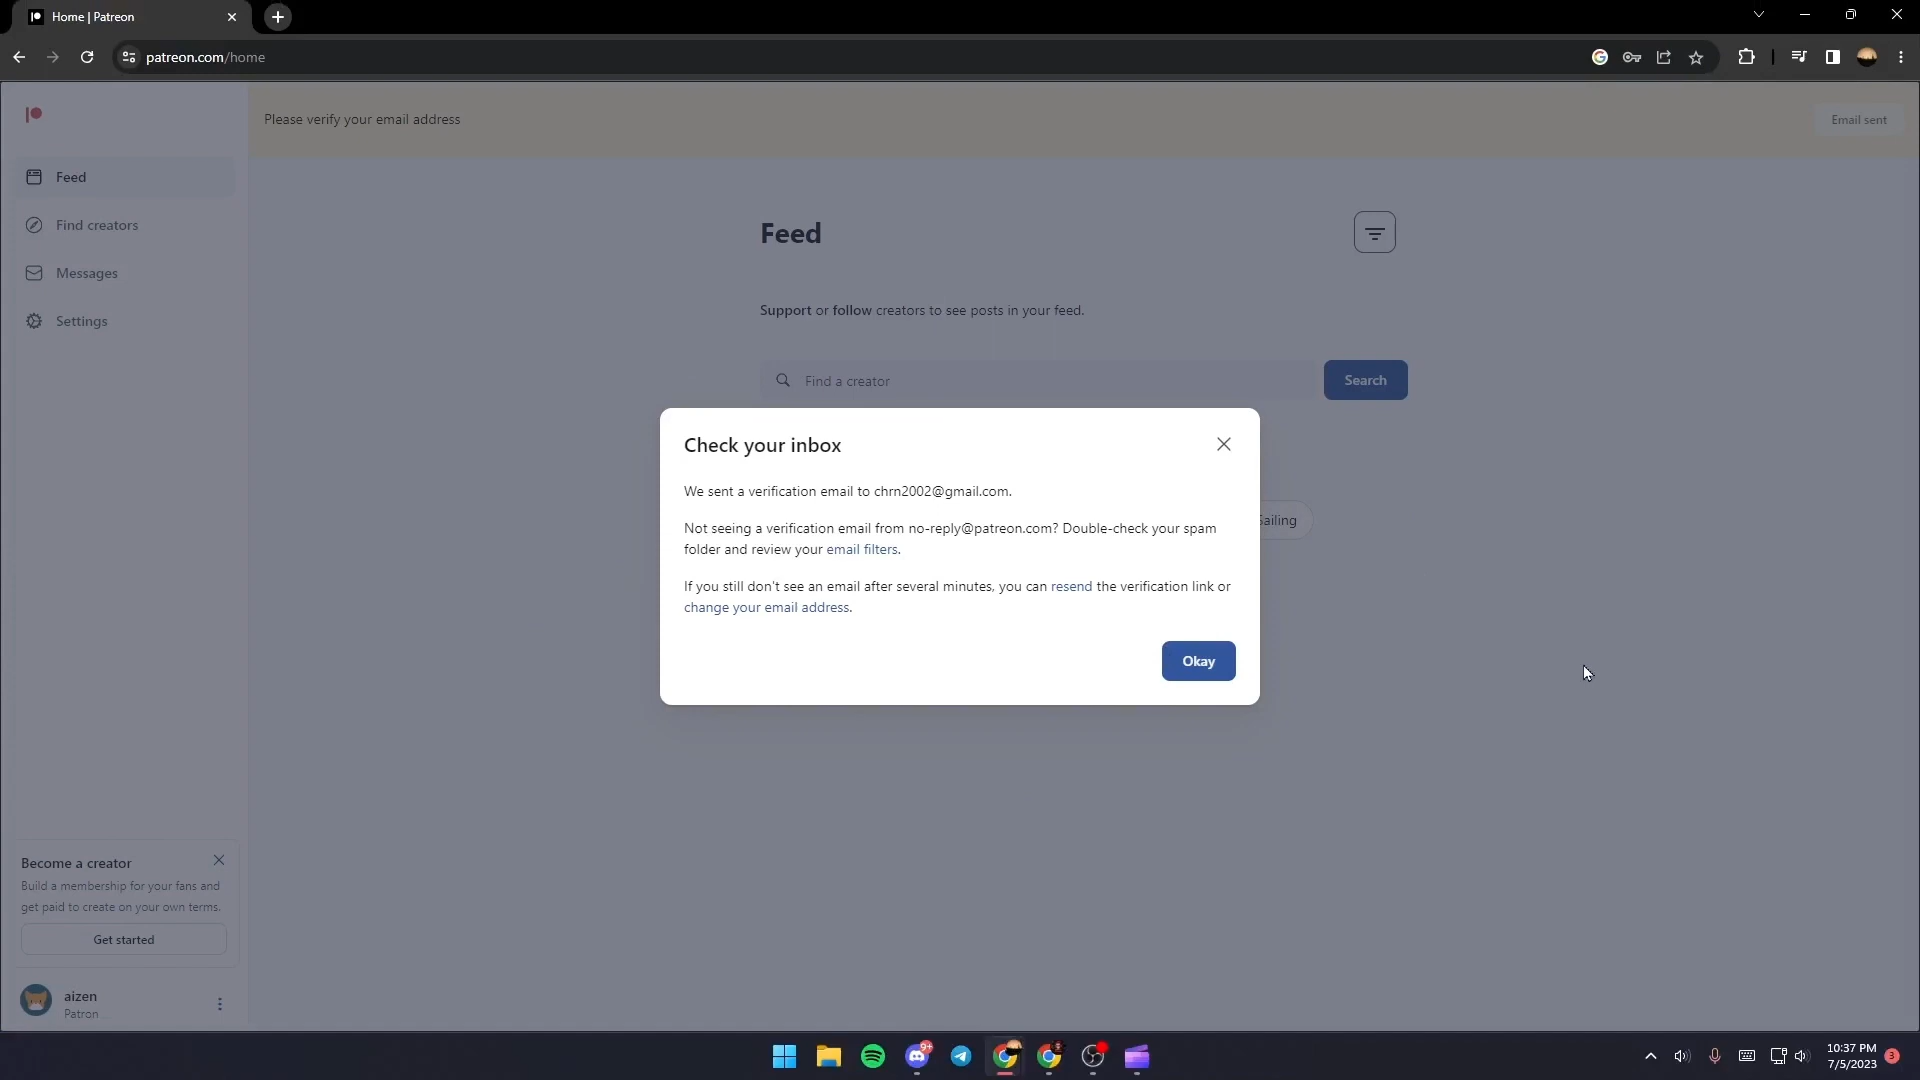 Home | Patreon
patreon.com/home
Please verify your email address
Email sent
Feed
Find creators
Messages
Settings
Feed
Support or follow creators to see posts in your feed.
Find a creator
Search
Sailing
Check your inbox
We sent a verification email to chrn2002@gmail.com.
Not seeing a verification email from no-reply@patreon.com? Double-check your spam
folder and review your email filters.
If you still don't see an email after several minutes, you can resend the verification link or
change your email address.
Okay
Become a creator
Build a membership for your fans and
get paid to create on your own terms.
Get started
aizen
Patron
9+
10:37 PM
7/5/2023
3